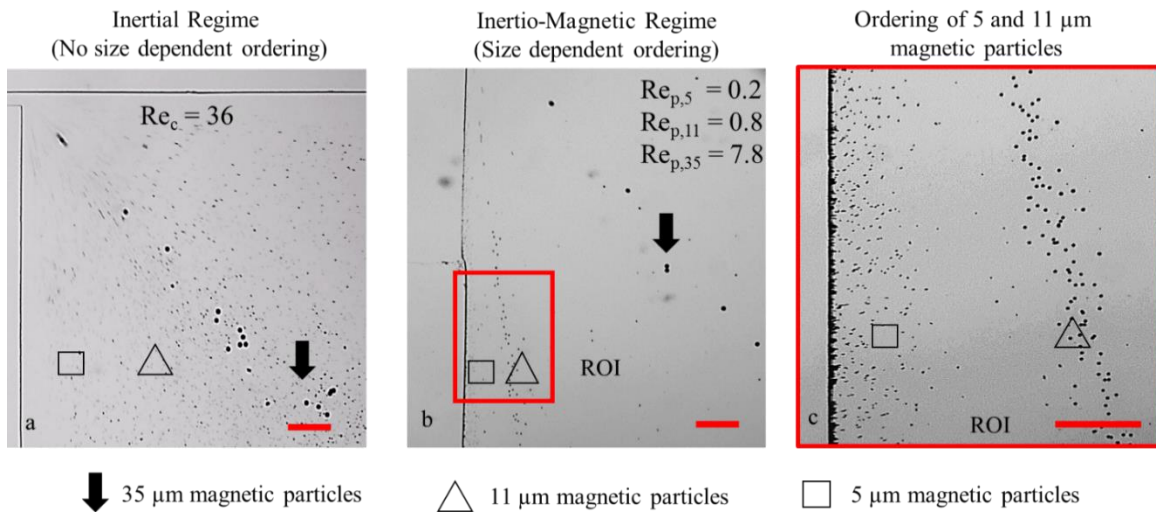 Inertial Regime
(No size dependent ordering)
Inertio-Magnetic Regime
(Size dependent ordering)
Ordering of 5 and 11 µm
magnetic particles
Re_c = 36
a
Re_p,5 = 0.2
Re_p,11 = 0.8
Re_p,35 = 7.8
ROI
b
c
ROI
35 µm magnetic particles
11 µm magnetic particles
5 µm magnetic particles